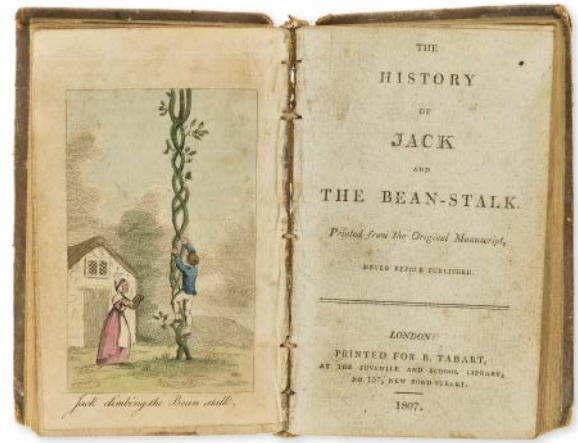 Jack climbing the Bean stalk.
THE
HISTORY
OF
JACK
AND
THE BEAN-STALK.
Printed from the Original Manuscript,
NEVER BEFORE PUBLISHED.
LONDON
PRINTED FOR B. TABART,
AT THE JUVENILE AND SCHOOL LIBRARY,
NO. 157, NEW BOND-STREET.
1807.